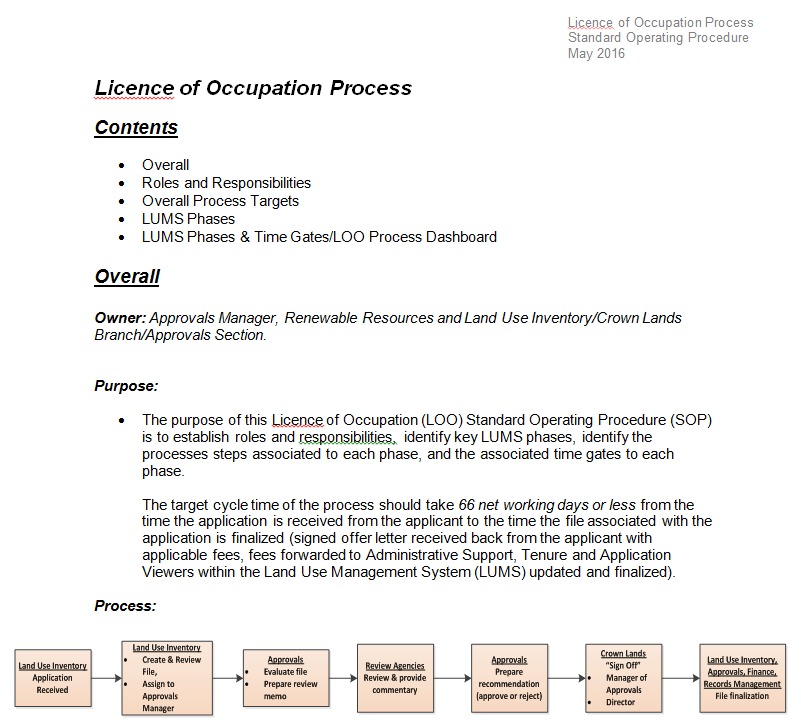 Licence of Occupation Process
Standard Operating Procedure
May 2016
Licence of Occupation Process
Contents
• Overall
• Roles and Responsibilities
• Overall Process Targets
• LUMS Phases
• LUMS Phases & Time Gates/LOO Process Dashboard
Overall
Owner: Approvals Manager, Renewable Resources and Land Use Inventory/Crown Lands
Branch/Approvals Section.
Purpose:
• The purpose of this Licence of Occupation (LOO) Standard Operating Procedure (SOP)
is to establish roles and responsibilities, identify key LUMS phases, identify the
processes steps associated to each phase, and the associated time gates to each
phase.
The target cycle time of the process should take 66 net working days or less from the
time the application is received from the applicant to the time the file associated with the
application is finalized (signed offer letter received back from the applicant with
applicable fees, fees forwarded to Administrative Support, Tenure and Application
Viewers within the Land Use Management System (LUMS) updated and finalized).
Process:
Land Use Inventory
Application
Received
Land Use Inventory
• Create & Review
File,
• Assign to
Approvals
Manager
Approvals
• Evaluate file
• Prepare review
memo
Review Agencies
Review & provide
commentary
Approvals
Prepare
recommendation
(approve or reject)
Crown Lands
"Sign Off"
• Manager of
Approvals
• Director
Land Use Inventory,
Approvals, Finance,
Records Management
File finalization